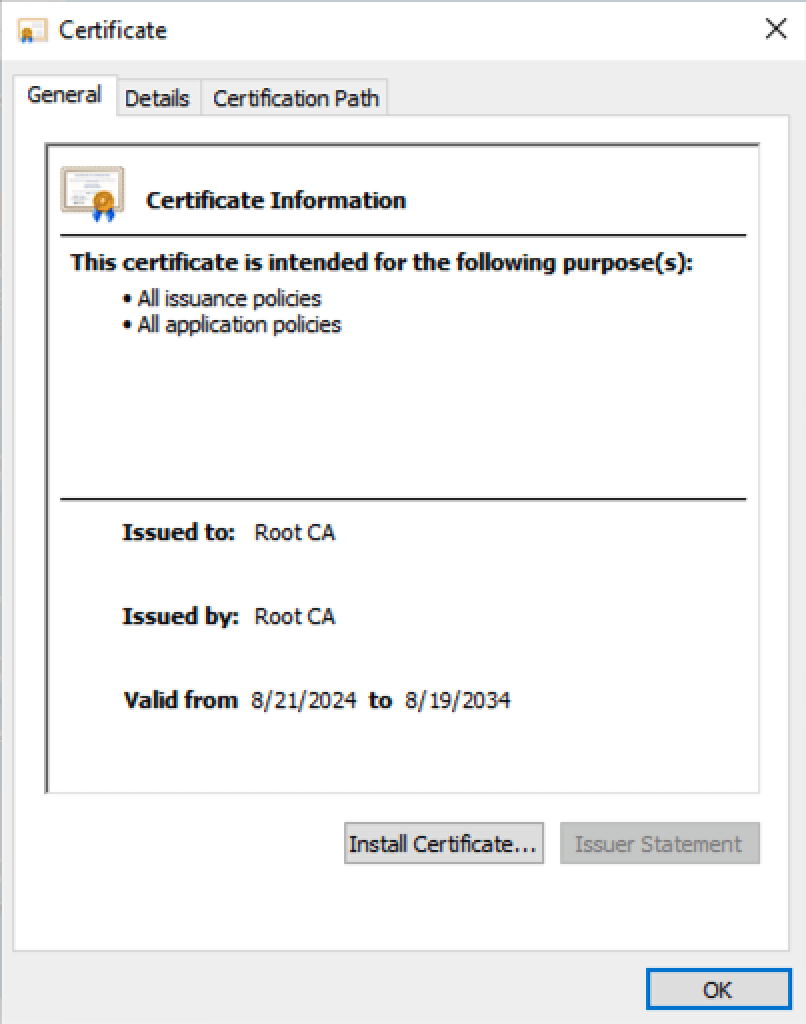 Certificate
General Details Certification Path
Certificate Information
This certificate is intended for the following purpose(s):
• All issuance policies
• All application policies
Issued to: Root CA
Issued by: Root CA
Valid from 8/21/2024 to 8/19/2034
Install Certificate... Issuer Statement
OK